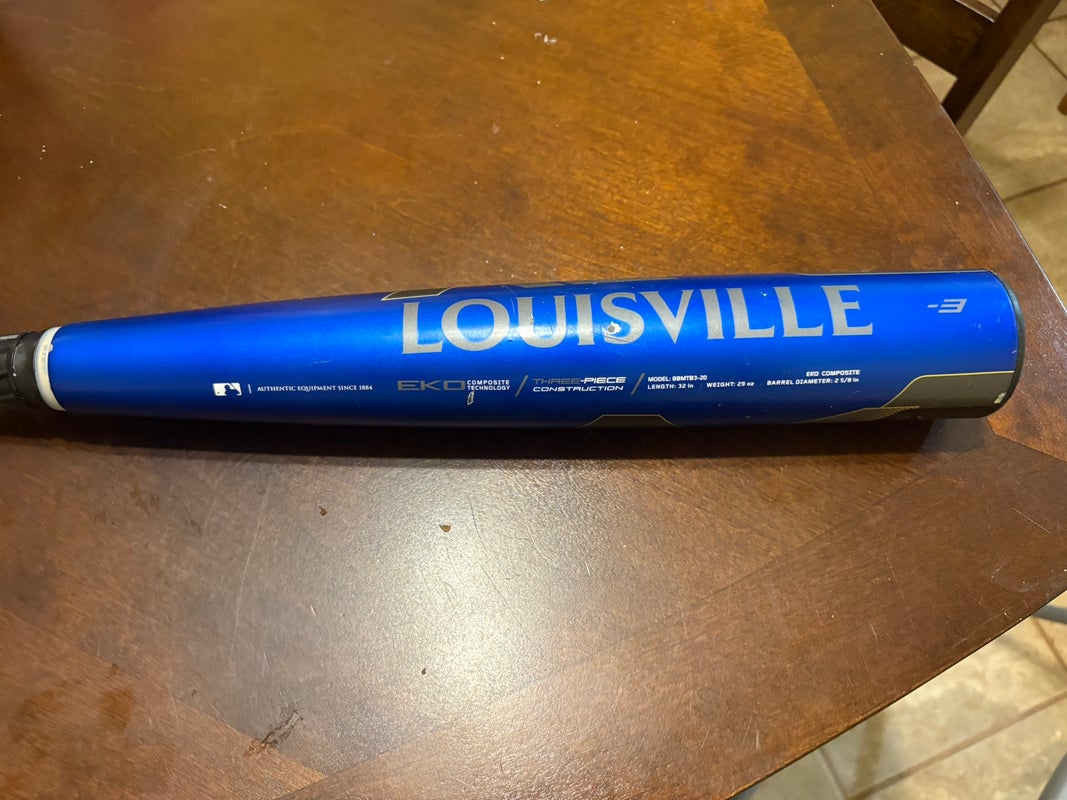 LOUISVILLE
-3
AUTHENTIC EQUIPMENT SINCE 1884
EKO COMPOSITE TECHNOLOGY / THREE-PIECE CONSTRUCTION /
MODEL: BBMTB3-20
LENGTH: 32 in / WEIGHT: 29 oz / BARREL DIAMETER: 2 5/8 in
EKO COMPOSITE